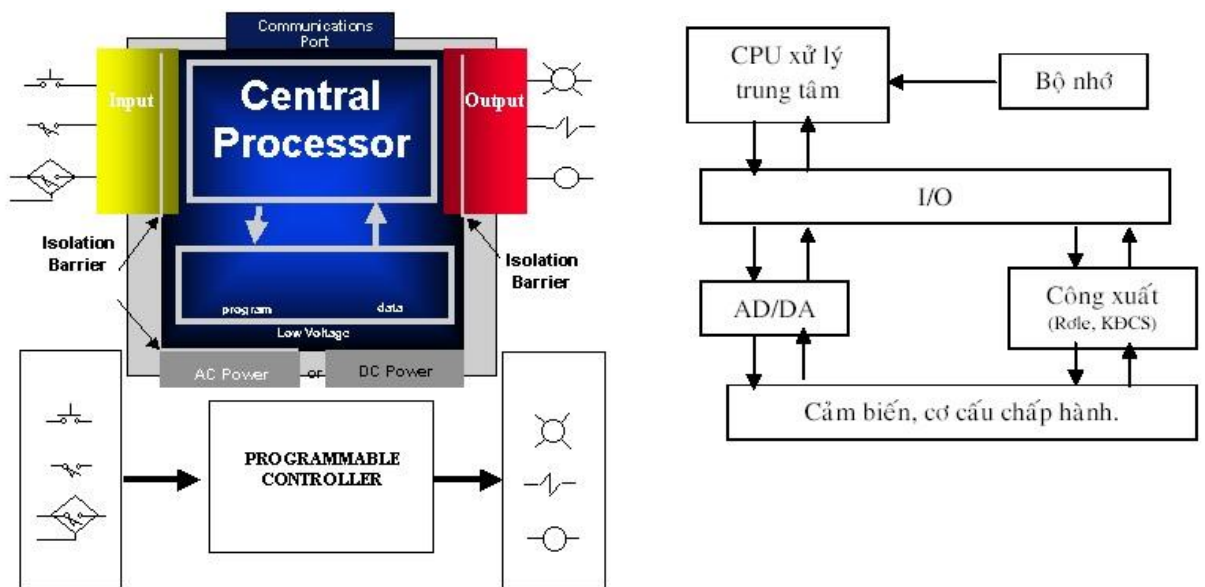 Communications
Port
Input
Central
Processor
Output
Isolation
Barrier
Isolation
Barrier
program
data
Low Voltage
AC Power
or
DC Power
PROGRAMMABLE
CONTROLLER
CPU xử lý
trung tâm
Bộ nhớ
I/O
AD/DA
Công xuất
(Rơle, KĐCS)
Cảm biến, cơ cấu chấp hành.